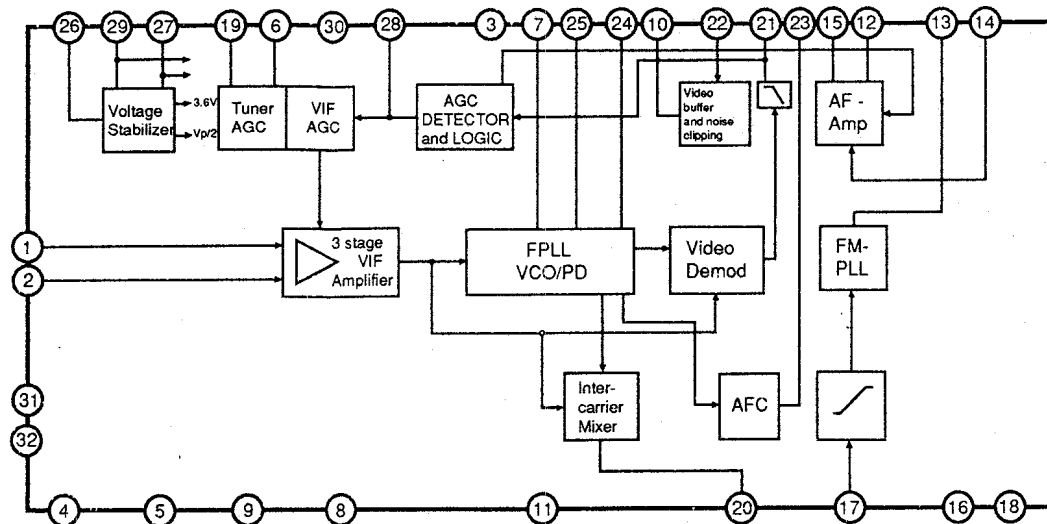 26 29 27 19 6 30 28 3 7 25 24 10 22 21 23 15 12 13 14
Voltage
Stabilizer
3.6V
Vp/2
Tuner
AGC
VIF
AGC
AGC
DETECTOR
and LOGIC
Video
buffer
and noise
clipping
AF -
Amp
1
2
3 stage
VIF
Amplifier
FPLL
VCO/PD
Video
Demod
FM-
PLL
31
32
Inter-
carrier
Mixer
AFC
4 5 9 8 11 20 17 16 18